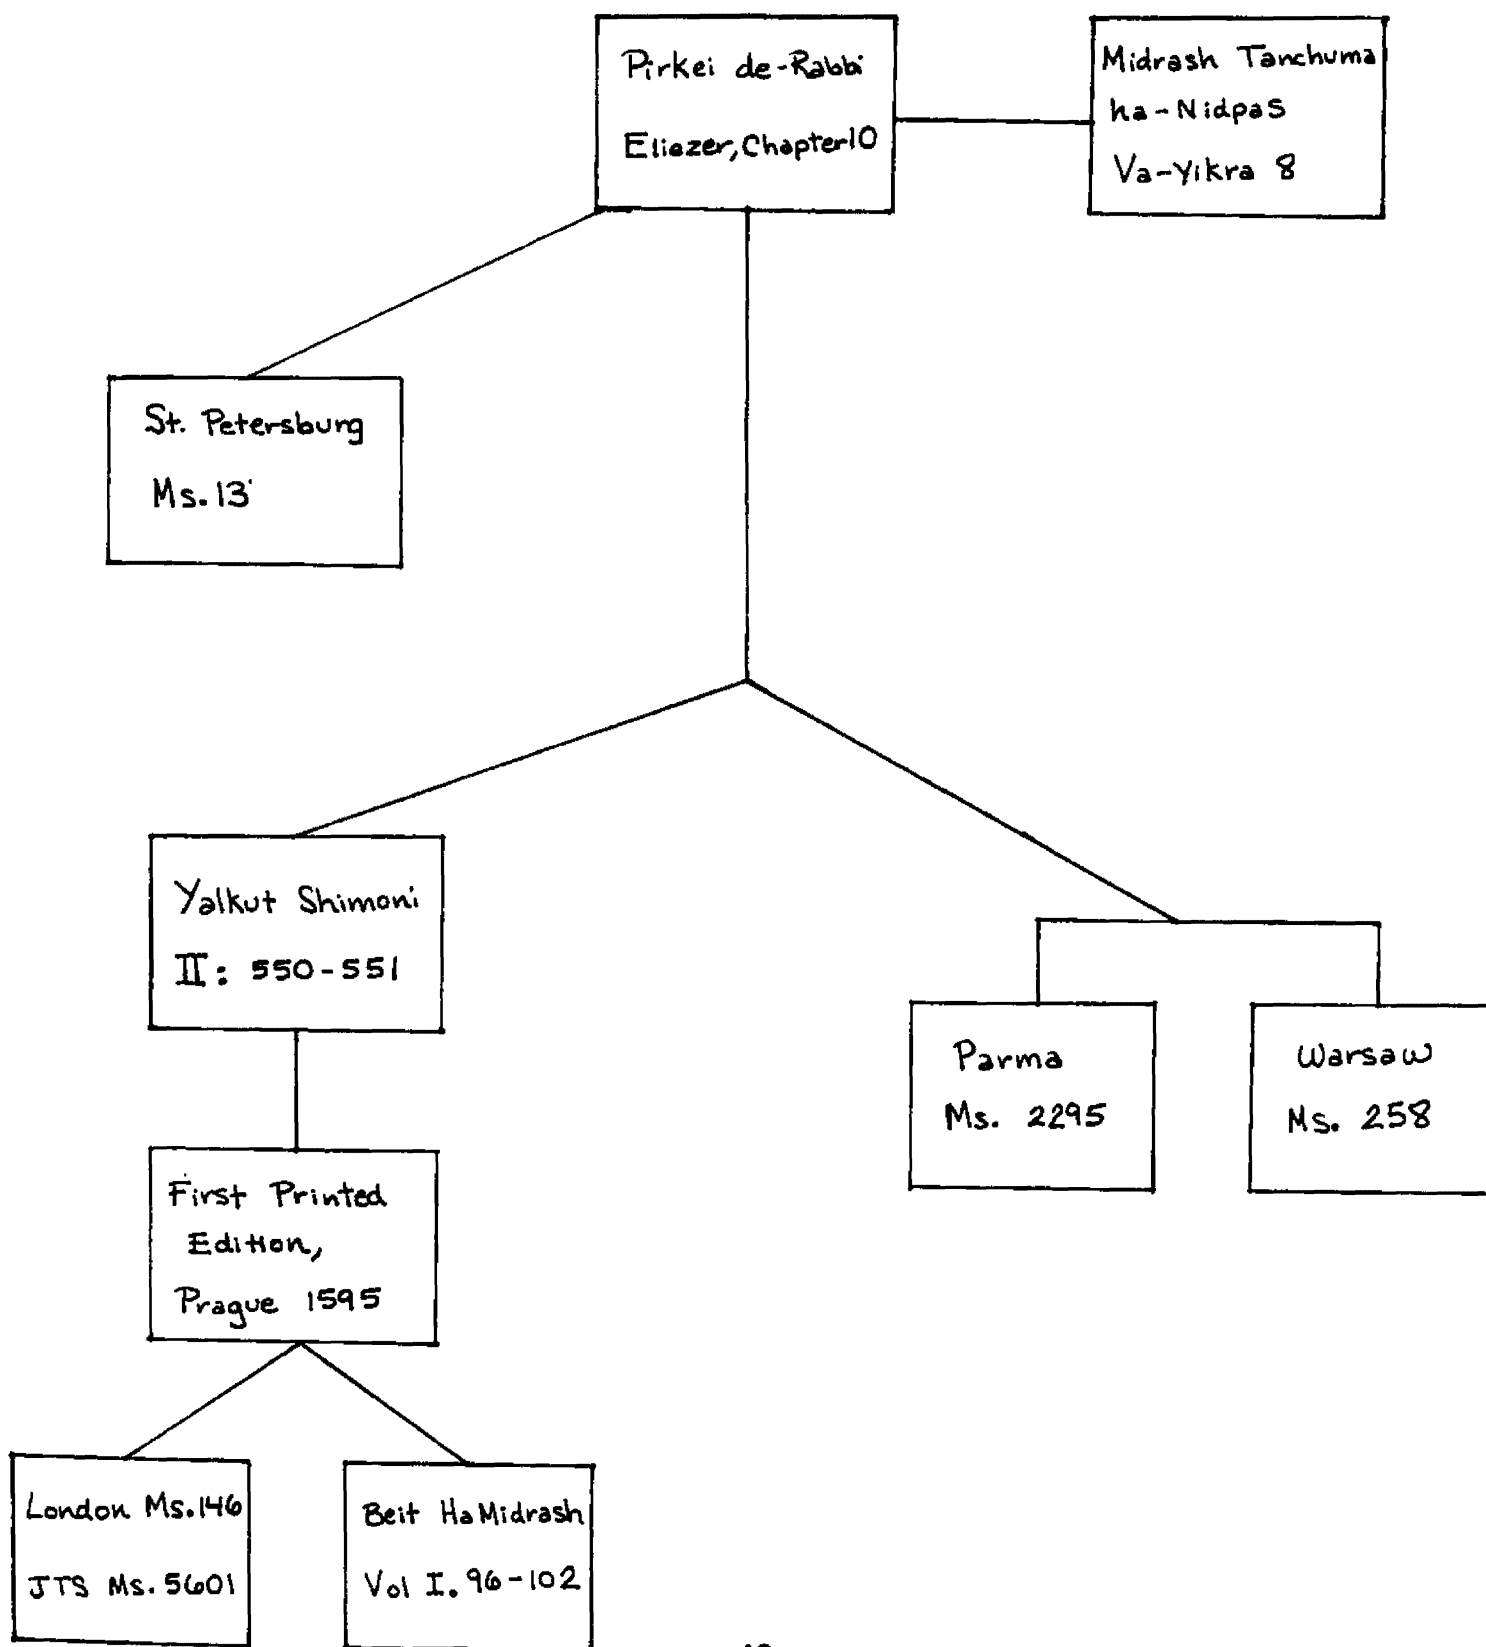 Pirkei de-Rabbi
Eliezer, Chapter 10
Midrash Tanchuma
ha-Nidpas
Va-Yikra 8
St. Petersburg
Ms. 13
Yalkut Shimoni
II: 550-551
Parma
Ms. 2295
Warsaw
Ms. 258
First Printed
Edition,
Prague 1595
London Ms. 146
JTS Ms. 5601
Beit HaMidrash
Vol I. 96-102